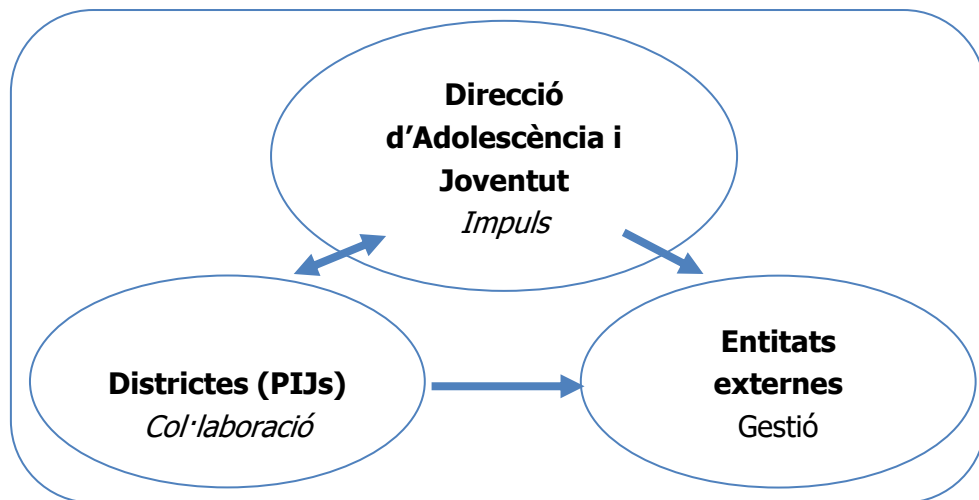 Direcció
d’Adolescència i
Joventut
Impuls
Districtes (PIJs)
Col·laboració
Entitats
externes
Gestió